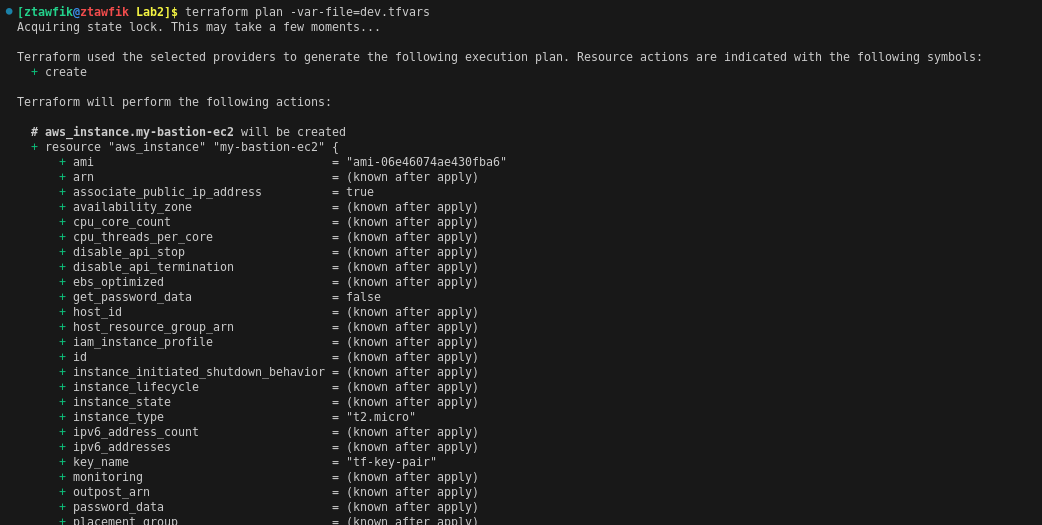 [ztawfik@ztawfik Lab2]$ terraform plan -var-file=dev.tfvars
Acquiring state lock. This may take a few moments...
Terraform used the selected providers to generate the following execution plan. Resource actions are indicated with the following symbols:
+ create
Terraform will perform the following actions:
# aws_instance.my-bastion-ec2 will be created
+ resource "aws_instance" "my-bastion-ec2" {
+ ami = "ami-06e46074ae430fba6"
+ arn = (known after apply)
+ associate_public_ip_address = true
+ availability_zone = (known after apply)
+ cpu_core_count = (known after apply)
+ cpu_threads_per_core = (known after apply)
+ disable_api_stop = (known after apply)
+ disable_api_termination = (known after apply)
+ ebs_optimized = (known after apply)
+ get_password_data = false
+ host_id = (known after apply)
+ host_resource_group_arn = (known after apply)
+ iam_instance_profile = (known after apply)
+ id = (known after apply)
+ instance_initiated_shutdown_behavior = (known after apply)
+ instance_lifecycle = (known after apply)
+ instance_state = (known after apply)
+ instance_type = "t2.micro"
+ ipv6_address_count = (known after apply)
+ ipv6_addresses = (known after apply)
+ key_name = "tf-key-pair"
+ monitoring = (known after apply)
+ outpost_arn = (known after apply)
+ password_data = (known after apply)
+ placement_group = (known after apply)